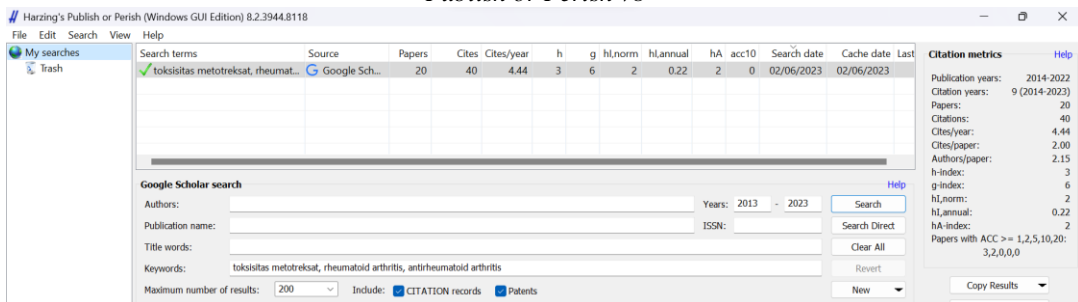 Harzing's Publish or Perish (Windows GUI Edition) 8.2.3944.8118
File Edit Search View Help
My searches
Trash
Search terms Source Papers Cites Cites/year h g hI,norm hI,annual hA acc10 Search date Cache date Last
toksisitas metotreksat, rheumat... Google Sch... 20 40 4.44 3 6 2 0.22 2 0 02/06/2023 02/06/2023
Google Scholar search Help
Authors: Years: 2013 - 2023 Search
Publication name: ISSN: Search Direct
Title words: Clear All
Keywords: toksisitas metotreksat, rheumatoid arthritis, antirheumatoid arthritis Revert
Maximum number of results: 200 Include: CITATION records Patents New
Citation metrics Help
Publication years: 2014-2022
Citation years: 9 (2014-2023)
Papers: 20
Citations: 40
Cites/year: 4.44
Cites/paper: 2.00
Authors/paper: 2.15
h-index: 3
g-index: 6
hI,norm: 2
hI,annual: 0.22
hA-index: 2
Papers with ACC >= 1,2,5,10,20:
3,2,0,0,0
Copy Results